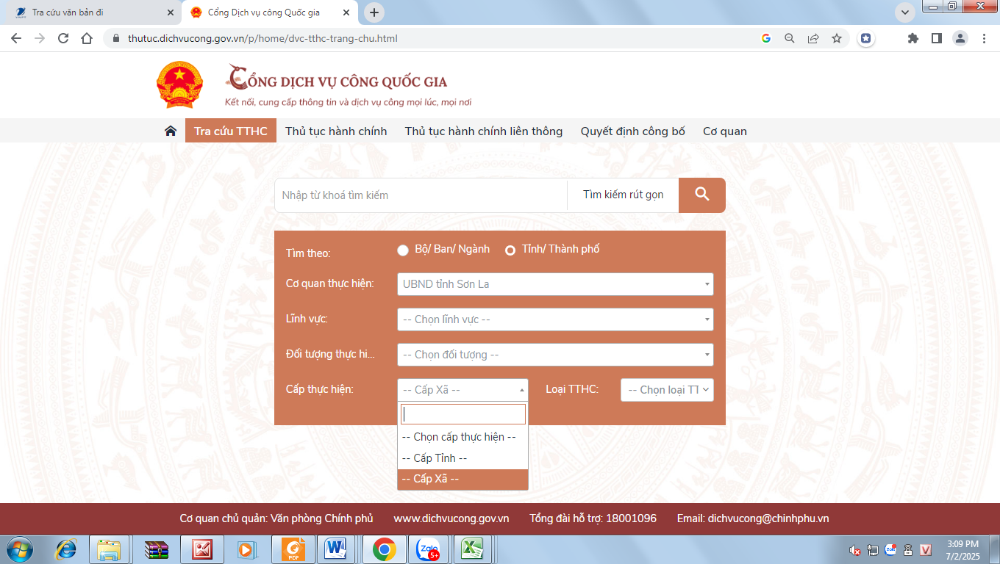 Tra cứu văn bản đi
Cổng Dịch vụ công Quốc gia
thutuc.dichvucong.gov.vn/p/home/dvc-tthc-trang-chu.html
CỔNG DỊCH VỤ CÔNG QUỐC GIA
Kết nối, cung cấp thông tin và dịch vụ công mọi lúc, mọi nơi
Tra cứu TTHC Thủ tục hành chính Thủ tục hành chính liên thông Quyết định công bố Cơ quan
Nhập từ khoá tìm kiếm Tìm kiếm rút gọn
Tìm theo: Bộ/ Ban/ Ngành Tỉnh/ Thành phố
Cơ quan thực hiện: UBND tỉnh Sơn La
Lĩnh vực: -- Chọn lĩnh vực --
Đối tượng thực hi... -- Chọn đối tượng --
Cấp thực hiện: -- Cấp Xã -- Loại TTHC: -- Chọn loại TT
-- Chọn cấp thực hiện --
-- Cấp Tỉnh --
-- Cấp Xã --
Cơ quan chủ quản: Văn phòng Chính phủ www.dichvucong.gov.vn Tổng đài hỗ trợ: 18001096 Email: dichvucong@chinhphu.vn
PDF
Zalo
5+
3:09 PM
7/2/2025